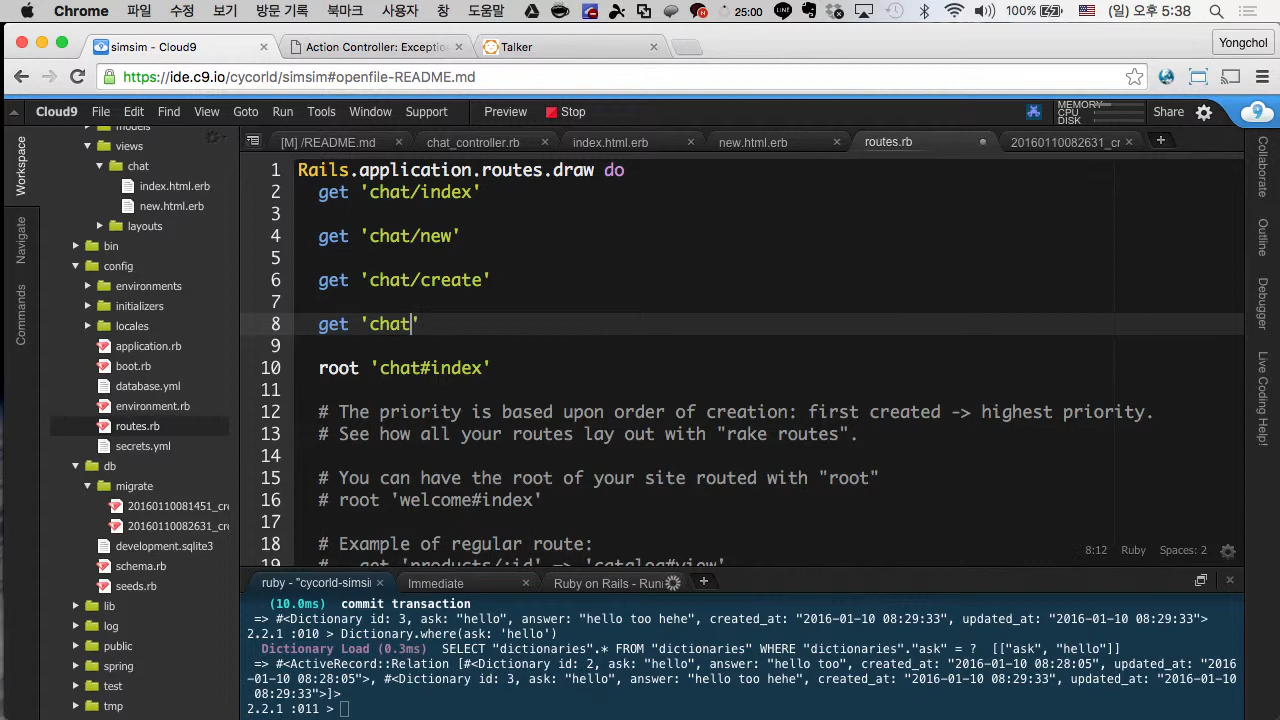 Chrome 파일 수정 보기 방문 기록 북마크 사용자 창 도움말 25:00 LINE 100% (일) 오후 5:38
simsim - Cloud9 Action Controller: Exceptio Talker Yongchol
https://ide.c9.io/cycorld/simsim#openfile-README.md
Cloud9 File Edit Find View Goto Run Tools Window Support Preview Stop MEMORY CPU DISK Share
[M] /README.md chat_controller.rb index.html.erb new.html.erb routes.rb 20160110082631_cr
Workspace
Navigate
Commands
models
views
chat
index.html.erb
new.html.erb
layouts
bin
config
environments
initializers
locales
application.rb
boot.rb
database.yml
environment.rb
routes.rb
secrets.yml
db
migrate
20160110081451_cre
20160110082631_cre
development.sqlite3
schema.rb
seeds.rb
lib
log
public
spring
test
tmp
1 Rails.application.routes.draw do
2 get 'chat/index'
3
4 get 'chat/new'
5
6 get 'chat/create'
7
8 get 'chat'
9
10 root 'chat#index'
11
12 # The priority is based upon order of creation: first created -> highest priority.
13 # See how all your routes lay out with "rake routes".
14
15 # You can have the root of your site routed with "root"
16 # root 'welcome#index'
17
18 # Example of regular route:
# get 'products/:id' => 'catalog#view'
8:12 Ruby Spaces: 2
Collaborate
Outline
Debugger
Live Coding Help!
ruby - "cycorld-simsim Immediate Ruby on Rails - Runn
(10.0ms) commit transaction
=> #<Dictionary id: 3, ask: "hello", answer: "hello too hehe", created_at: "2016-01-10 08:29:33", updated_at: "2016-01-10 08:29:33">
2.2.1 :010 > Dictionary.where(ask: 'hello')
Dictionary Load (0.3ms) SELECT "dictionaries".* FROM "dictionaries" WHERE "dictionaries"."ask" = ? [["ask", "hello"]]
=> #<ActiveRecord::Relation [#<Dictionary id: 2, ask: "hello", answer: "hello too", created_at: "2016-01-10 08:28:05", updated_at: "2016
-01-10 08:28:05">, #<Dictionary id: 3, ask: "hello", answer: "hello too hehe", created_at: "2016-01-10 08:29:33", updated_at: "2016-01-10
08:29:33">]>
2.2.1 :011 >